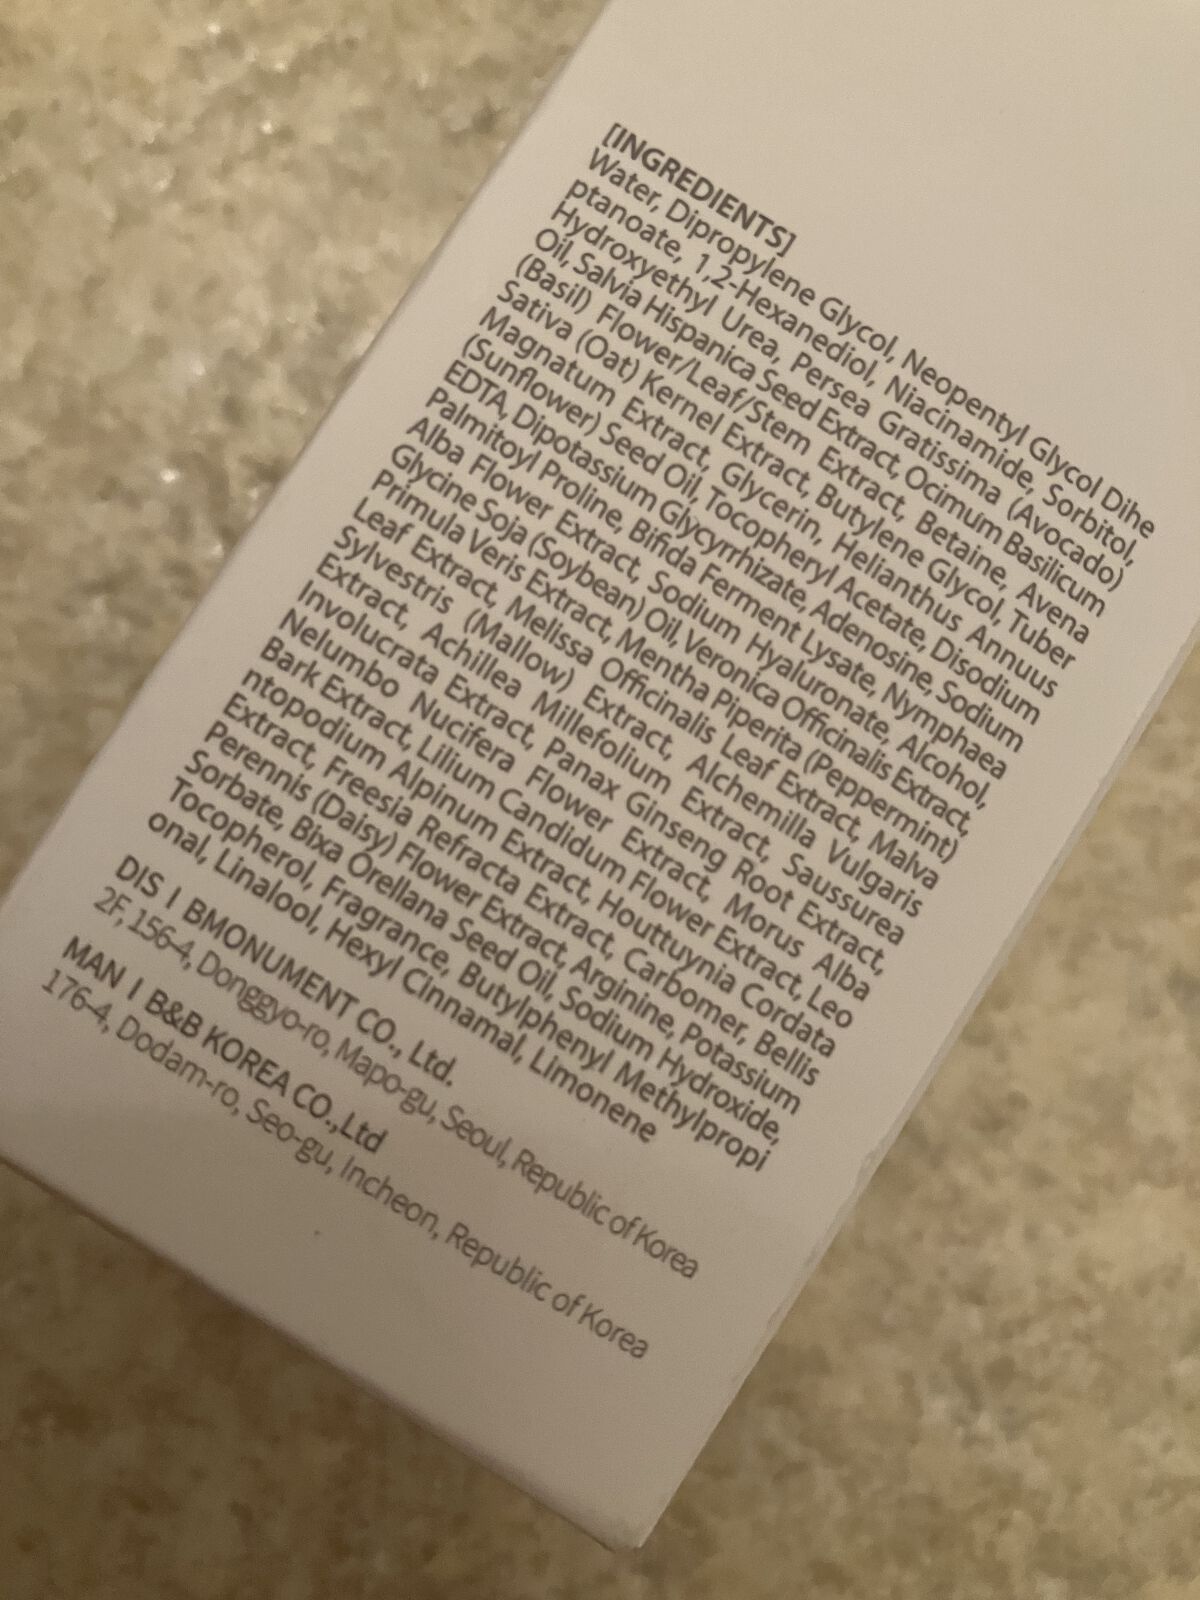 [INGREDIENTS]
Water, Dipropylene Glycol, Neopentyl Glycol Dihe
ptanoate, 1,2-Hexanediol, Niacinamide, Sorbitol,
Hydroxyethyl Urea, Persea Gratissima (Avocado)
Oil, Salvia Hispanica Seed Extract, Ocimum Basilicum
(Basil) Flower/Leaf/Stem Extract, Betaine, Avena
Sativa (Oat) Kernel Extract, Butylene Glycol, Tuber
Magnatum Extract, Glycerin, Helianthus Annuus
(Sunflower) Seed Oil, Tocopheryl Acetate, Disodium
EDTA, Dipotassium Glycyrrhizate, Adenosine, Sodium
Palmitoyl Proline, Bifida Ferment Lysate, Nymphaea
Alba Flower Extract, Sodium Hyaluronate, Alcohol,
Glycine Soja (Soybean) Oil, Veronica Officinalis Extract,
Primula Veris Extract, Mentha Piperita (Peppermint)
Leaf Extract, Melissa Officinalis Leaf Extract, Malva
Sylvestris (Mallow) Extract, Alchemilla Vulgaris
Extract, Achillea Millefolium Extract, Saussurea
Involucrata Extract, Panax Ginseng Root Extract,
Nelumbo Nucifera Flower Extract, Morus Alba
Bark Extract, Lilium Candidum Flower Extract, Leo
ntopodium Alpinum Extract, Houttuynia Cordata
Extract, Freesia Refracta Extract, Carbomer, Bellis
Perennis (Daisy) Flower Extract, Arginine, Potassium
Sorbate, Bixa Orellana Seed Oil, Sodium Hydroxide,
Tocopherol, Fragrance, Butylphenyl Methylpropi
onal, Linalool, Hexyl Cinnamal, Limonene
DIS I BMONUMENT CO., Ltd.
2F, 156-4, Donggyo-ro, Mapo-gu, Seoul, Republic of Korea
MAN I B&B KOREA CO.,Ltd
176-4, Dodam-ro, Seo-gu, Incheon, Republic of Korea